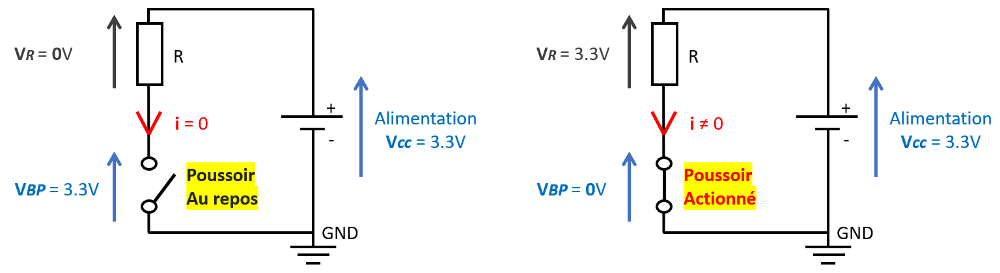 VR = 0V
R
i = 0
+
-
Alimentation
Vcc = 3.3V
VBP = 3.3V
Poussoir
Au repos
GND
VR = 3.3V
R
i ≠ 0
+
-
Alimentation
Vcc = 3.3V
VBP = 0V
Poussoir
Actionné
GND